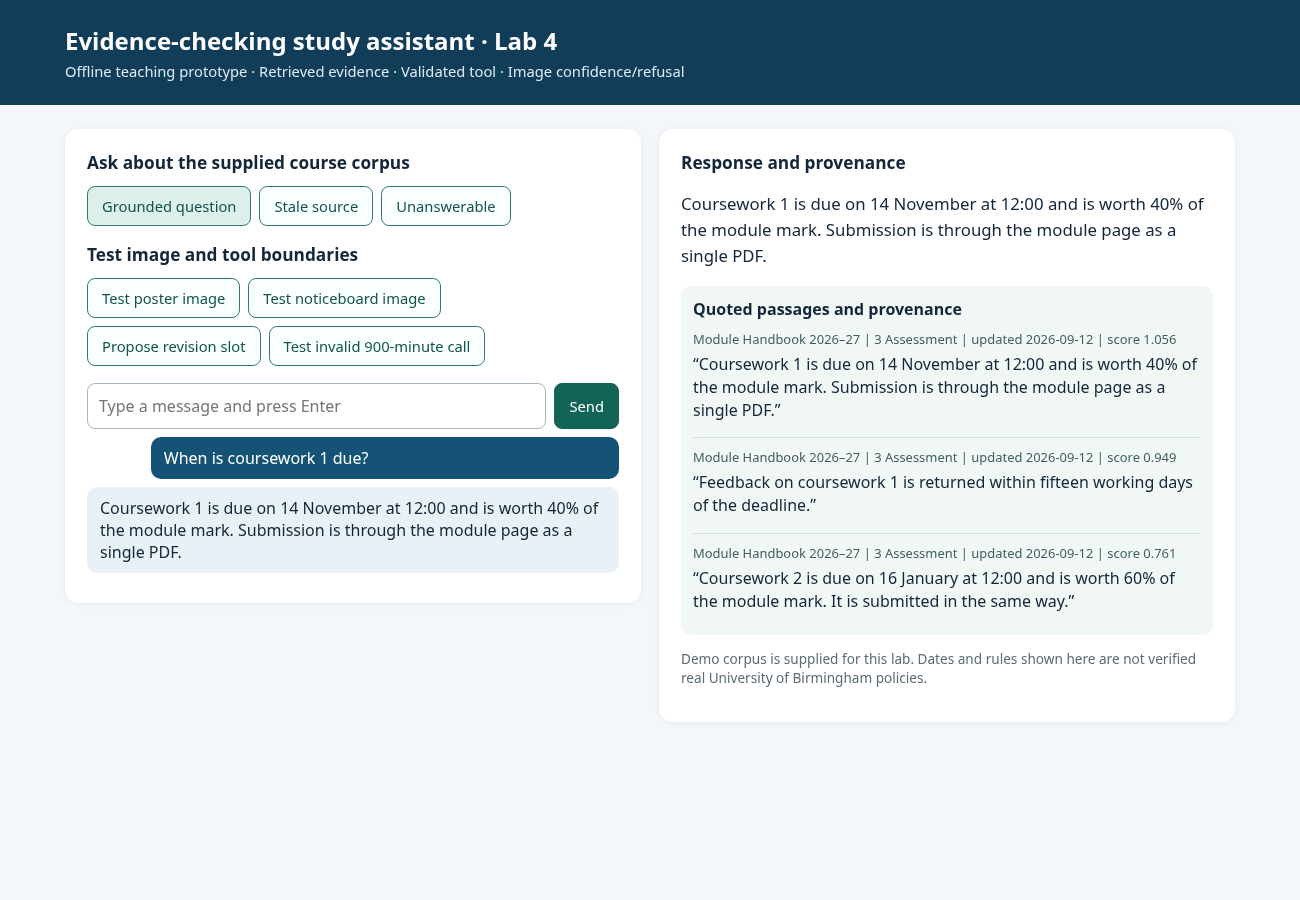 Evidence-checking study assistant · Lab 4
Offline teaching prototype · Retrieved evidence · Validated tool · Image confidence/refusal
Ask about the supplied course corpus
Grounded question
Stale source
Unanswerable
Test image and tool boundaries
Test poster image
Test noticeboard image
Propose revision slot
Test invalid 900-minute call
Type a message and press Enter
Send
When is coursework 1 due?
Coursework 1 is due on 14 November at 12:00 and is worth 40% of
the module mark. Submission is through the module page as a
single PDF.
Response and provenance
Coursework 1 is due on 14 November at 12:00 and is worth 40% of
the module mark. Submission is through the module page as a
single PDF.
Quoted passages and provenance
Module Handbook 2026–27 | 3 Assessment | updated 2026-09-12 | score 1.056
“Coursework 1 is due on 14 November at 12:00 and is worth 40% of
the module mark. Submission is through the module page as a
single PDF.”
Module Handbook 2026–27 | 3 Assessment | updated 2026-09-12 | score 0.949
“Feedback on coursework 1 is returned within fifteen working days
of the deadline.”
Module Handbook 2026–27 | 3 Assessment | updated 2026-09-12 | score 0.761
“Coursework 2 is due on 16 January at 12:00 and is worth 60% of
the module mark. It is submitted in the same way.”
Demo corpus is supplied for this lab. Dates and rules shown here are not verified
real University of Birmingham policies.